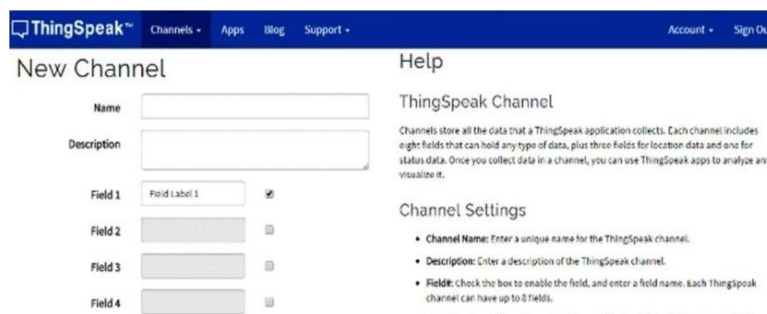 ThingSpeak™ Channels Apps Blog Support Account Sign Ou
New Channel
Name
Description
Field 1 Field Label 1
Field 2
Field 3
Field 4
Help
ThingSpeak Channel
Channels store all the data that a ThingSpeak application collects. Each channel includes
eight fields that can hold any type of data, plus three fields for location data and one for
status data. Once you collect data in a channel, you can use ThingSpeak apps to analyze an
visualize it.
Channel Settings
• Channel Name: Enter a unique name for the ThingSpeak channel.
• Description: Enter a description of the ThingSpeak channel.
• Field#: Check the box to enable the field, and enter a field name. Each ThingSpeak
channel can have up to 8 fields.